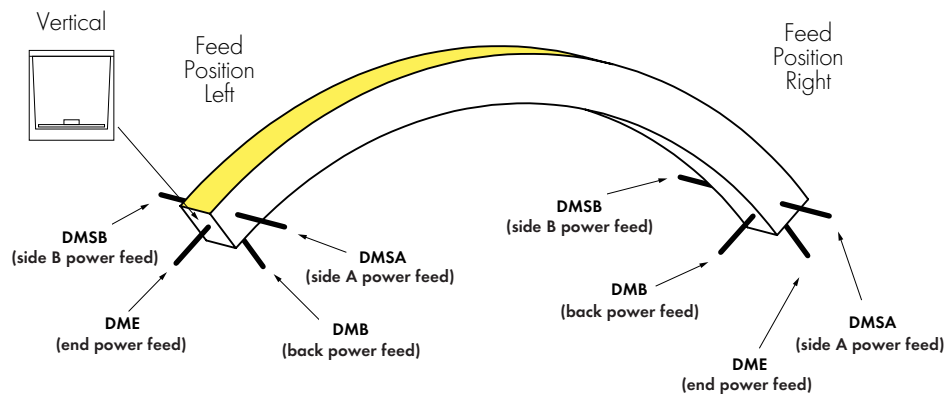 Vertical
Feed
Position
Left
Feed
Position
Right
DMSB
(side B power feed)
DMSA
(side A power feed)
DME
(end power feed)
DMB
(back power feed)
DMSB
(side B power feed)
DMB
(back power feed)
DMSA
(side A power feed)
DME
(end power feed)